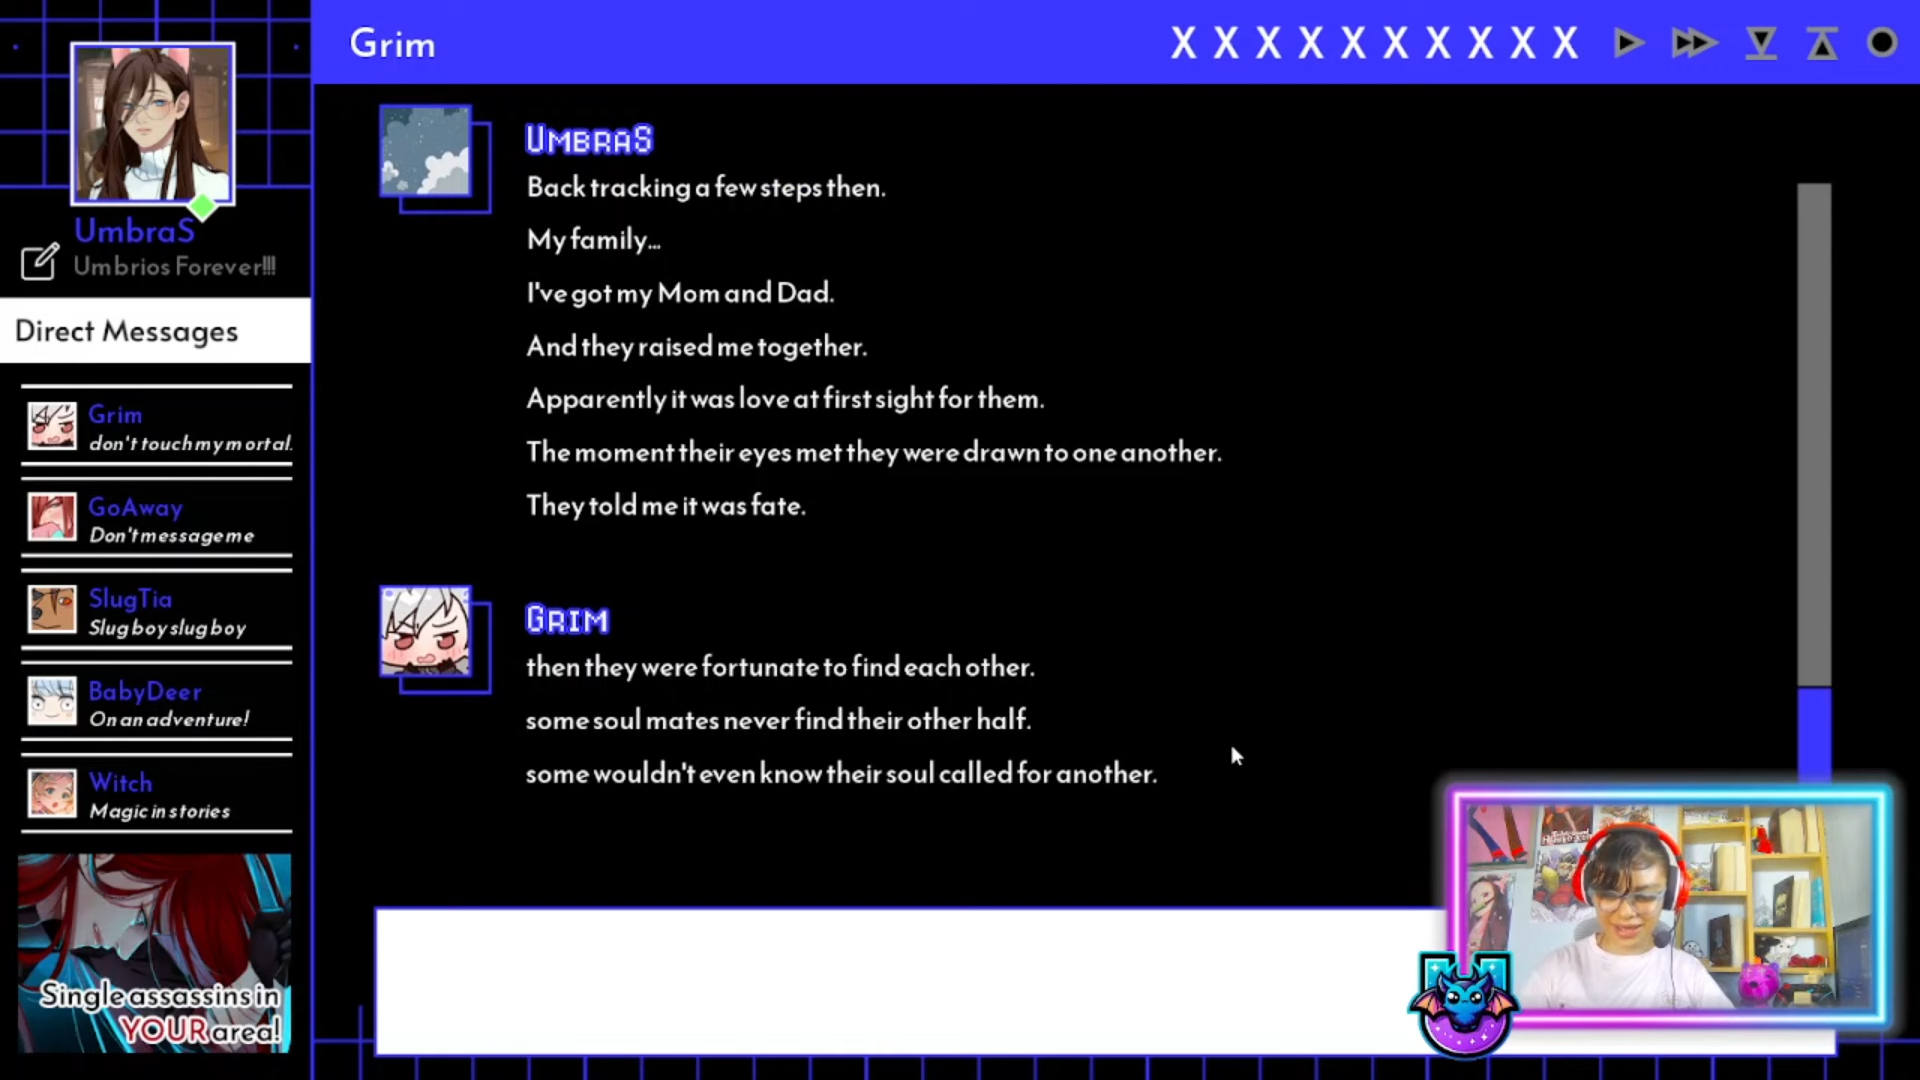 Grim
X X X X X X X X X X
UmbraS
Umbrios Forever!!!
Direct Messages
Grim
don't touch my mortal.
GoAway
Don't message me
SlugTia
Slug boy slug boy
BabyDeer
On an adventure!
Witch
Magic in stories
Single assassins in
YOUR area!
UmbraS
Back tracking a few steps then.
My family...
I've got my Mom and Dad.
And they raised me together.
Apparently it was love at first sight for them.
The moment their eyes met they were drawn to one another.
They told me it was fate.
Grim
then they were fortunate to find each other.
some soul mates never find their other half.
some wouldn't even know their soul called for another.